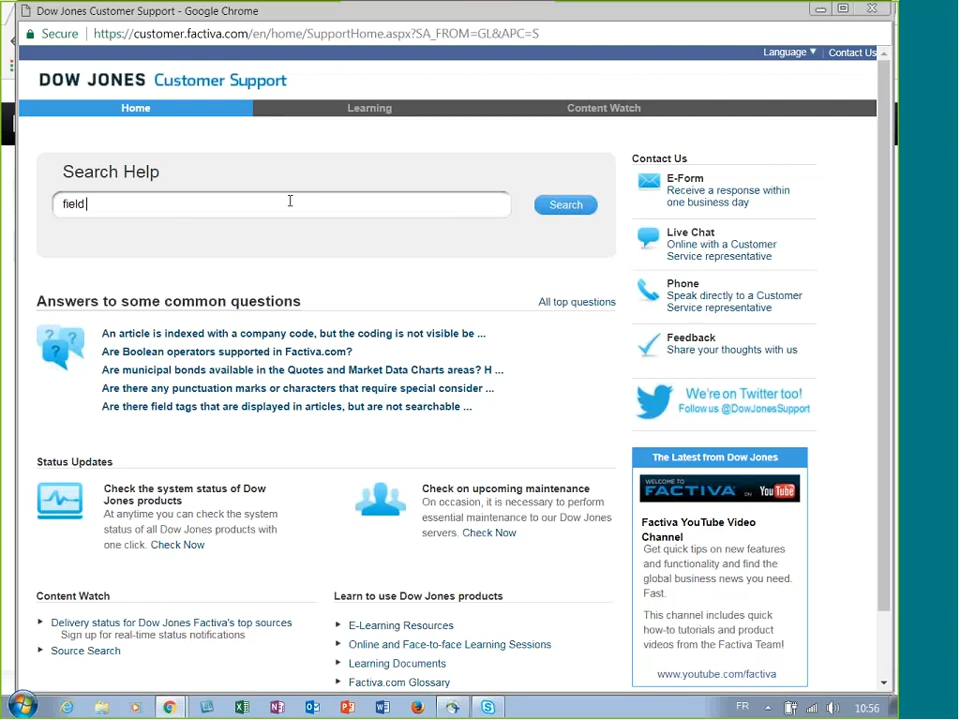 Dow Jones Customer Support - Google Chrome
Secure | https://customer.factiva.com/en/home/SupportHome.aspx?SA_FROM=GL&APC=S
Language | Contact Us
DOW JONES Customer Support
Home Learning Content Watch
Search Help
field
Search
Contact Us
E-Form
Receive a response within
one business day
Live Chat
Online with a Customer
Service representative
Phone
Speak directly to a Customer
Service representative
Feedback
Share your thoughts with us
We're on Twitter too!
Follow us @DowJonesSupport
Answers to some common questions
All top questions
An article is indexed with a company code, but the coding is not visible be ...
Are Boolean operators supported in Factiva.com?
Are municipal bonds available in the Quotes and Market Data Charts areas? H ...
Are there any punctuation marks or characters that require special consider ...
Are there field tags that are displayed in articles, but are not searchable ...
Status Updates
Check the system status of Dow
Jones products
At anytime you can check the system
status of all Dow Jones products with
one click. Check Now
Check on upcoming maintenance
On occasion, it is necessary to perform
essential maintenance to our Dow Jones
servers. Check Now
The Latest from Dow Jones
WELCOME TO
FACTIVA ON YouTube
Factiva YouTube Video
Channel
Get quick tips on new features
and functionality and find the
global business news you need.
Fast.
This channel includes quick
how-to tutorials and product
videos from the Factiva Team!
www.youtube.com/factiva
Content Watch
Delivery status for Dow Jones Factiva's top sources
Sign up for real-time status notifications
Source Search
Learn to use Dow Jones products
E-Learning Resources
Online and Face-to-face Learning Sessions
Learning Documents
Factiva.com Glossary
FR 10:56